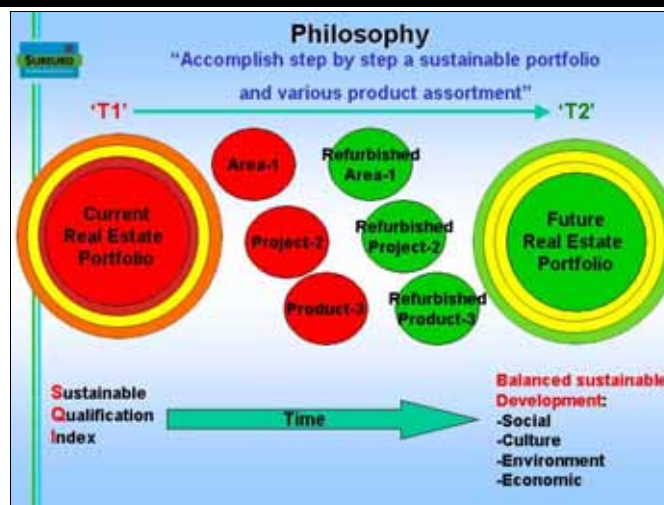 Philosophy
SUREURO
"Accomplish step by step a sustainable portfolio
and various product assortment"
'T1'
'T2'
Current
Real Estate
Portfolio
Area-1
Project-2
Product-3
Refurbished
Area-1
Refurbished
Project-2
Refurbished
Product-3
Future
Real Estate
Portfolio
Sustainable
Qualification
Index
Time
Balanced sustainable
Development:
-Social
-Culture
-Environment
-Economic